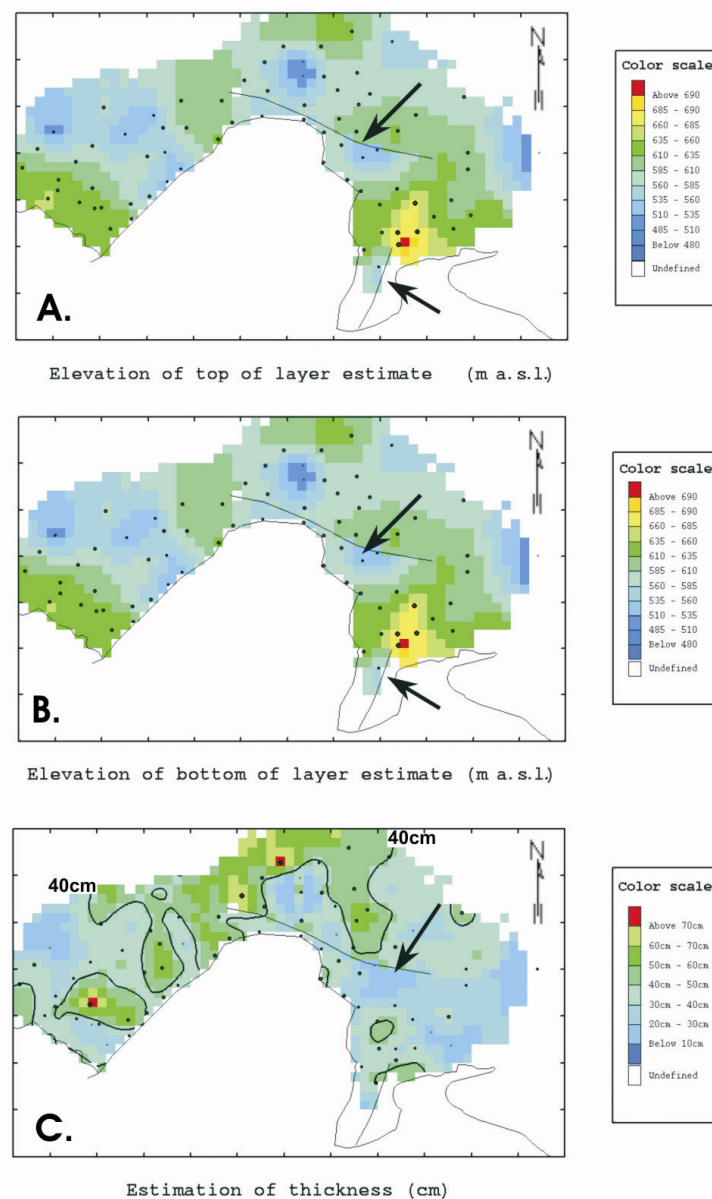 N
A.
Color scale
Above 690
685 - 690
660 - 685
635 - 660
610 - 635
585 - 610
560 - 585
535 - 560
510 - 535
485 - 510
Below 480
Undefined
Elevation of top of layer estimate (m a.s.l.)
N
B.
Color scale
Above 690
685 - 690
660 - 685
635 - 660
610 - 635
585 - 610
560 - 585
535 - 560
510 - 535
485 - 510
Below 480
Undefined
Elevation of bottom of layer estimate (m a.s.l.)
40cm
40cm
N
C.
Color scale
Above 70cm
60cm - 70cm
50cm - 60cm
40cm - 50cm
30cm - 40cm
20cm - 30cm
Below 10cm
Undefined
Estimation of thickness (cm)